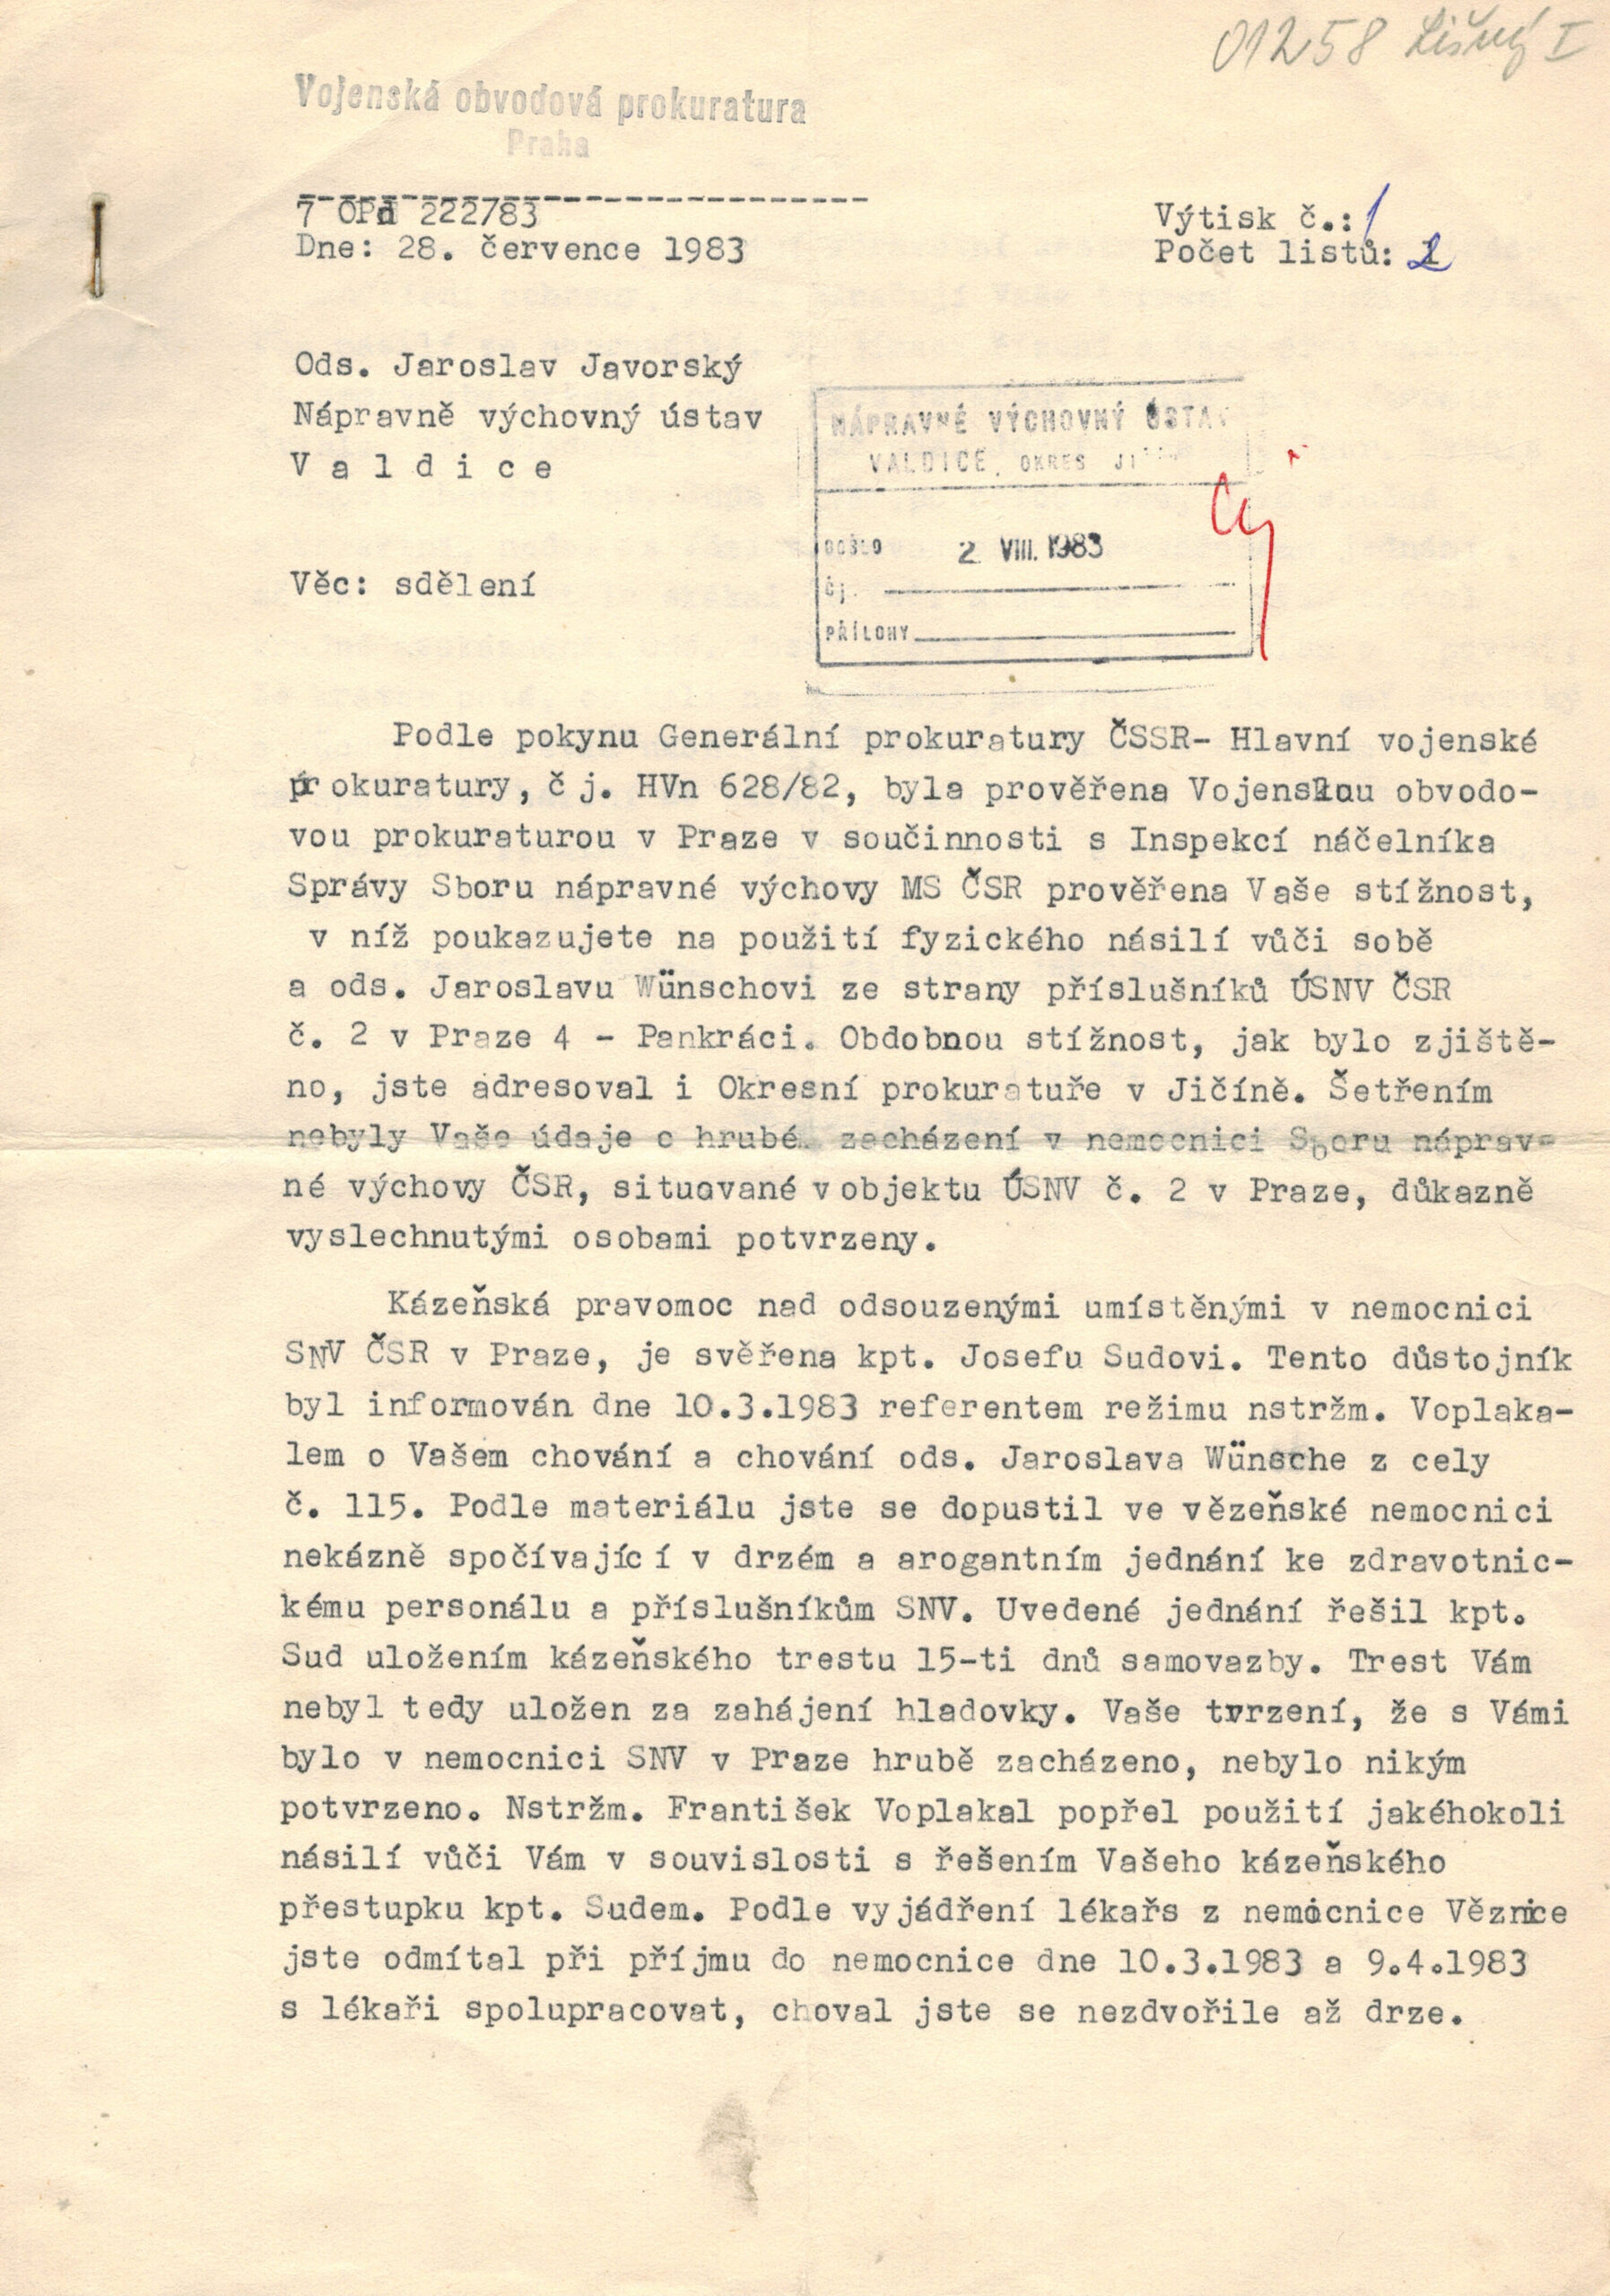 01258 Lišný I
Vojenská obvodová prokuratura
Praha
7 OPd 222/83
Dne: 28. července 1983
Výtisk č.: 1
Počet listů: 2
Ods. Jaroslav Javorský
Nápravně výchovný ústav
V a l d i c e
NÁPRAVNĚ VÝCHOVNÝ ÚSTAV
VALDICE, OKRES
DOŠLO 2. VIII. 1983
Čj.
PŘÍLOHY
Věc: sdělení
Podle pokynu Generální prokuratury ČSSR- Hlavní vojenské
prokuratury, č j. HVn 628/82, byla prověřena Vojenskou obvodo-
vou prokuraturou v Praze v součinnosti s Inspekcí náčelníka
Správy Sboru nápravné výchovy MS ČSR prověřena Vaše stížnost,
v níž poukazujete na použití fyzického násilí vůči sobě
a ods. Jaroslavu Wünschovi ze strany příslušníků ÚSNV ČSR
č. 2 v Praze 4 - Pankráci. Obdobnou stížnost, jak bylo zjiště-
no, jste adresoval i Okresní prokuratuře v Jičíně. Šetřením
nebyly Vaše údaje o hrubém zacházení v nemocnici Sboru náprav-
né výchovy ČSR, situované v objektu ÚSNV č. 2 v Praze, důkazně
vyslechnutými osobami potvrzeny.
Kázeňská pravomoc nad odsouzenými umístěnými v nemocnici
SNV ČSR v Praze, je svěřena kpt. Josefu Sudovi. Tento důstojník
byl informován dne 10.3.1983 referentem režimu nstržm. Voplaka-
lem o Vašem chování a chování ods. Jaroslava Wünsche z cely
č. 115. Podle materiálu jste se dopustil ve vězeňské nemocnici
nekázně spočívající v drzém a arogantním jednání ke zdravotnic-
kému personálu a příslušníkům SNV. Uvedené jednání řešil kpt.
Sud uložením kázeňského trestu 15-ti dnů samovazby. Trest Vám
nebyl tedy uložen za zahájení hladovky. Vaše tvrzení, že s Vámi
bylo v nemocnici SNV v Praze hrubě zacházeno, nebylo nikým
potvrzeno. Nstržm. František Voplakal popřel použití jakéhokoli
násilí vůči Vám v souvislosti s řešením Vašeho kázeňského
přestupku kpt. Sudem. Podle vyjádření lékařs z nemocnice Věznice
jste odmítal při příjmu do nemocnice dne 10.3.1983 a 9.4.1983
s lékaři spolupracovat, choval jste se nezdvořile až drze.